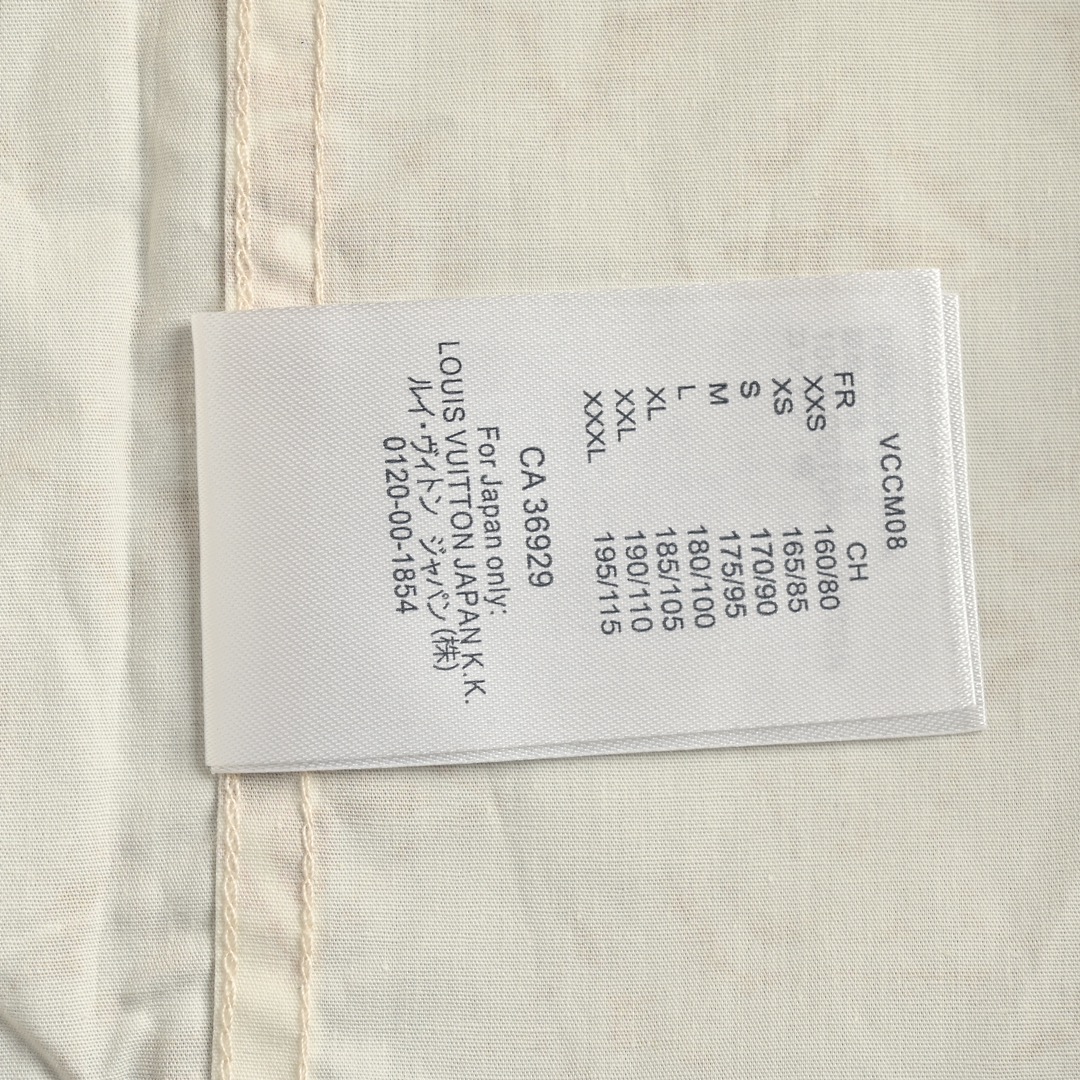 VCCM08
FR CH
XXS 160/80
XS 165/85
S 170/90
M 175/95
L 180/100
XL 185/105
XXL 190/110
XXXL 195/115
CA 36929
For Japan only:
LOUIS VUITTON JAPAN K.K.
ルイ・ヴィトン ジャパン(株)
0120-00-1854